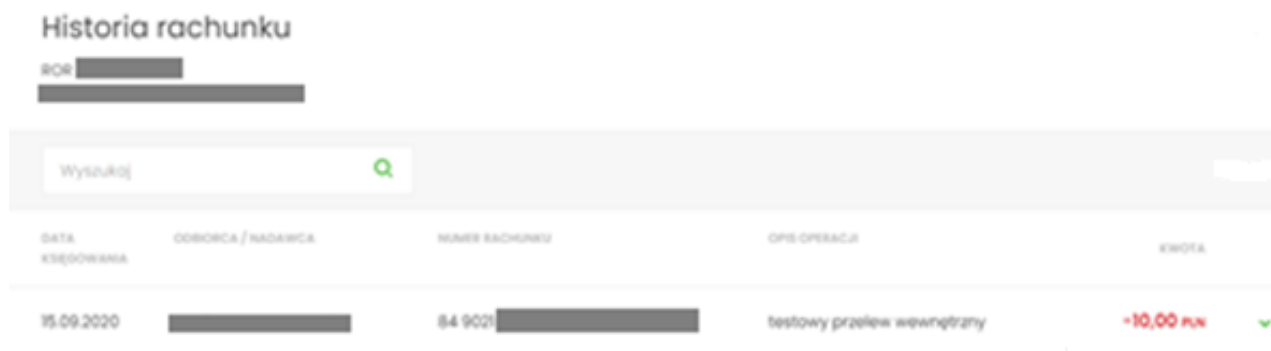 Historia rachunku
ROR
Wyszukaj
DATA KSIĘGOWANIA ODBIORCA / NADAWCA NUMER RACHUNKU OPIS OPERACJI KWOTA
15.09.2020 84 9021 testowy przelew wewnętrzny -10,00 PLN